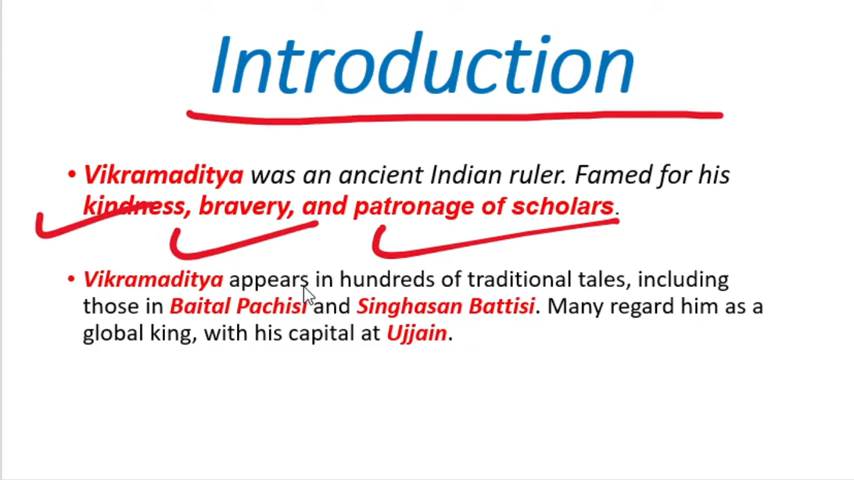 Introduction
• Vikramaditya was an ancient Indian ruler. Famed for his
kindness, bravery, and patronage of scholars.
• Vikramaditya appears in hundreds of traditional tales, including
those in Baital Pachisi and Singhasan Battisi. Many regard him as a
global king, with his capital at Ujjain.